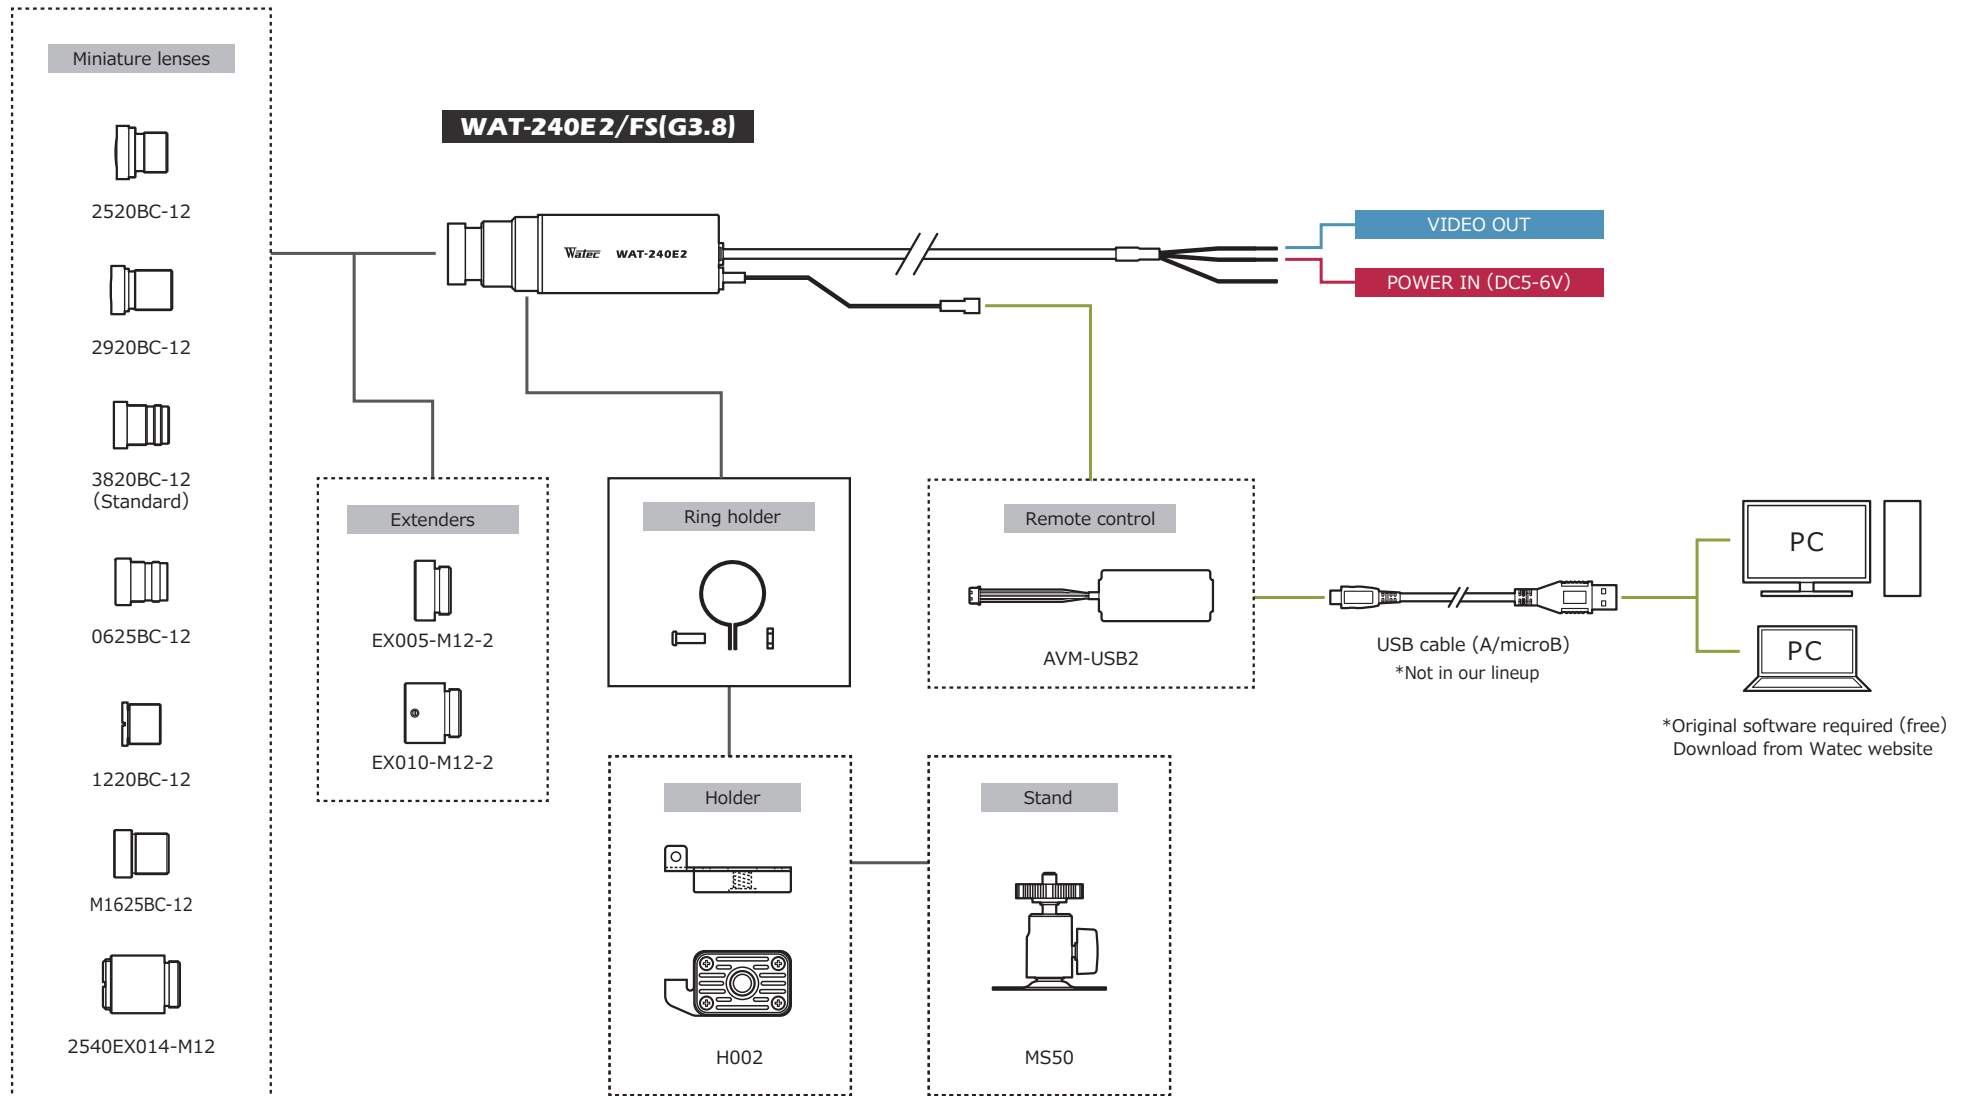 Miniature lenses
2520BC-12
2920BC-12
3820BC-12
(Standard)
0625BC-12
1220BC-12
M1625BC-12
2540EX014-M12
WAT-240E2/FS(G3.8)
Watec WAT-240E2
VIDEO OUT
POWER IN (DC5-6V)
Extenders
EX005-M12-2
EX010-M12-2
Ring holder
Remote control
AVM-USB2
USB cable (A/microB)
*Not in our lineup
PC
PC
*Original software required (free)
Download from Watec website
Holder
H002
Stand
MS50